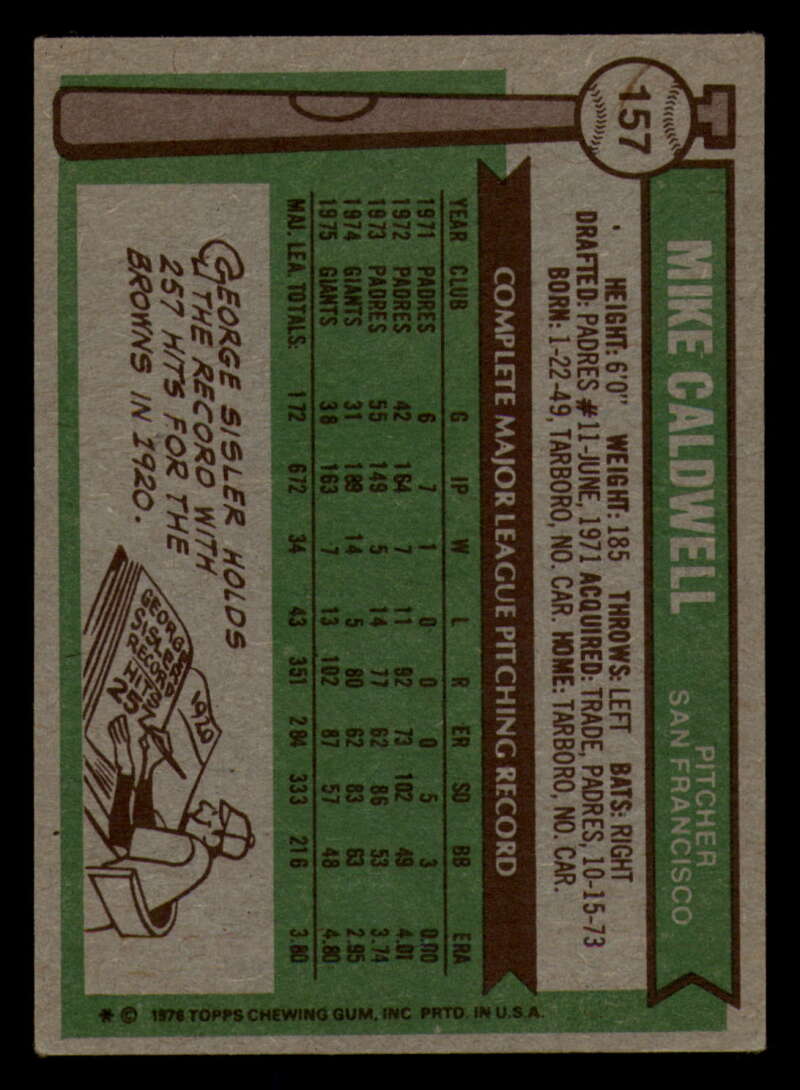 157
MIKE CALDWELL
PITCHER
SAN FRANCISCO
HEIGHT: 6'0" WEIGHT: 185 THROWS: LEFT BATS: RIGHT
DRAFTED: PADRES #11-JUNE, 1971 ACQUIRED: TRADE, PADRES, 10-15-73
BORN: 1-22-49, TARBORO, NO. CAR. HOME: TARBORO, NO. CAR.
COMPLETE MAJOR LEAGUE PITCHING RECORD
YEAR CLUB G IP W L R ER SO BB ERA
1971 PADRES 6 7 1 0 0 0 5 3 0.00
1972 PADRES 42 164 7 11 92 73 102 49 4.01
1973 PADRES 55 149 5 14 77 62 86 53 3.74
1974 GIANTS 31 189 14 5 80 62 83 63 2.95
1975 GIANTS 38 163 7 13 102 87 57 48 4.80
MAJ. LEA. TOTALS: 172 672 34 43 351 284 333 216 3.80
GEORGE SISLER HOLDS
THE RECORD WITH
257 HITS FOR THE
BROWNS IN 1920.
GEORGE
SISLER
RECORD
HITS
25
1920
* © 1976 TOPPS CHEWING GUM, INC PRTD. IN U.S.A.